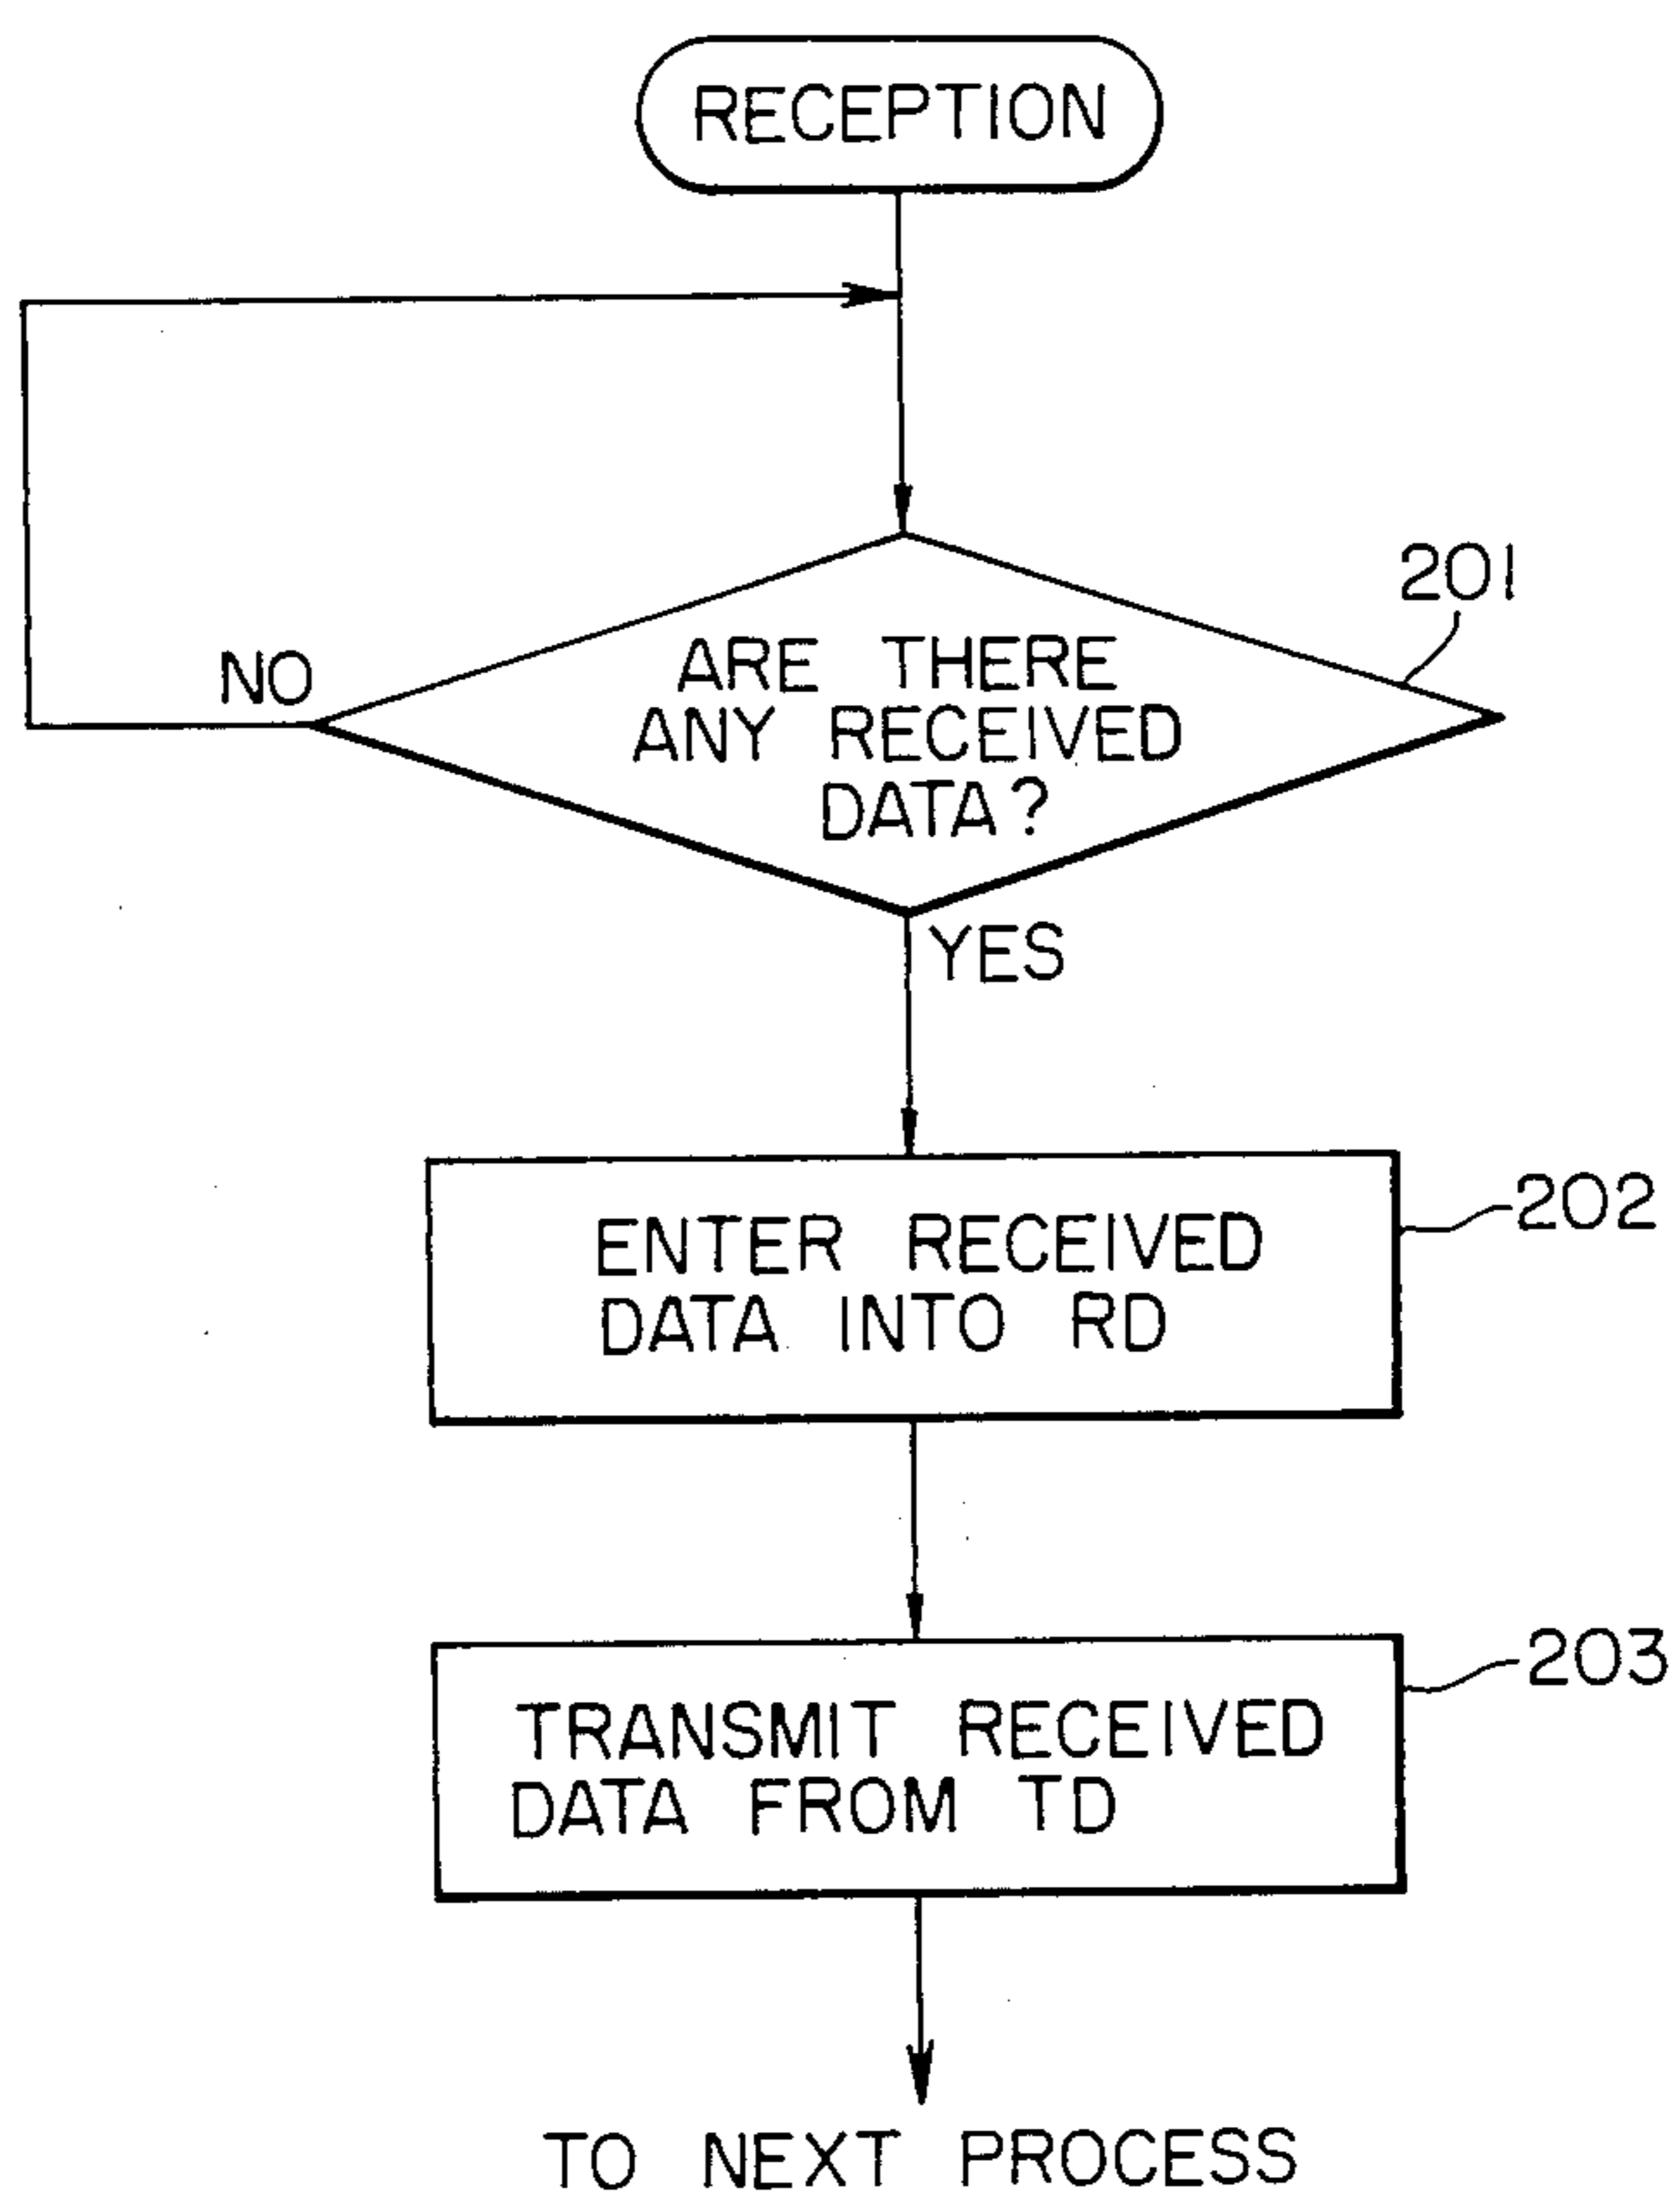 RECEPTION
201
NO
ARE THERE
ANY RECEIVED
DATA?
YES
202
ENTER RECEIVED
DATA INTO RD
203
TRANSMIT RECEIVED
DATA FROM TD
TO NEXT PROCESS